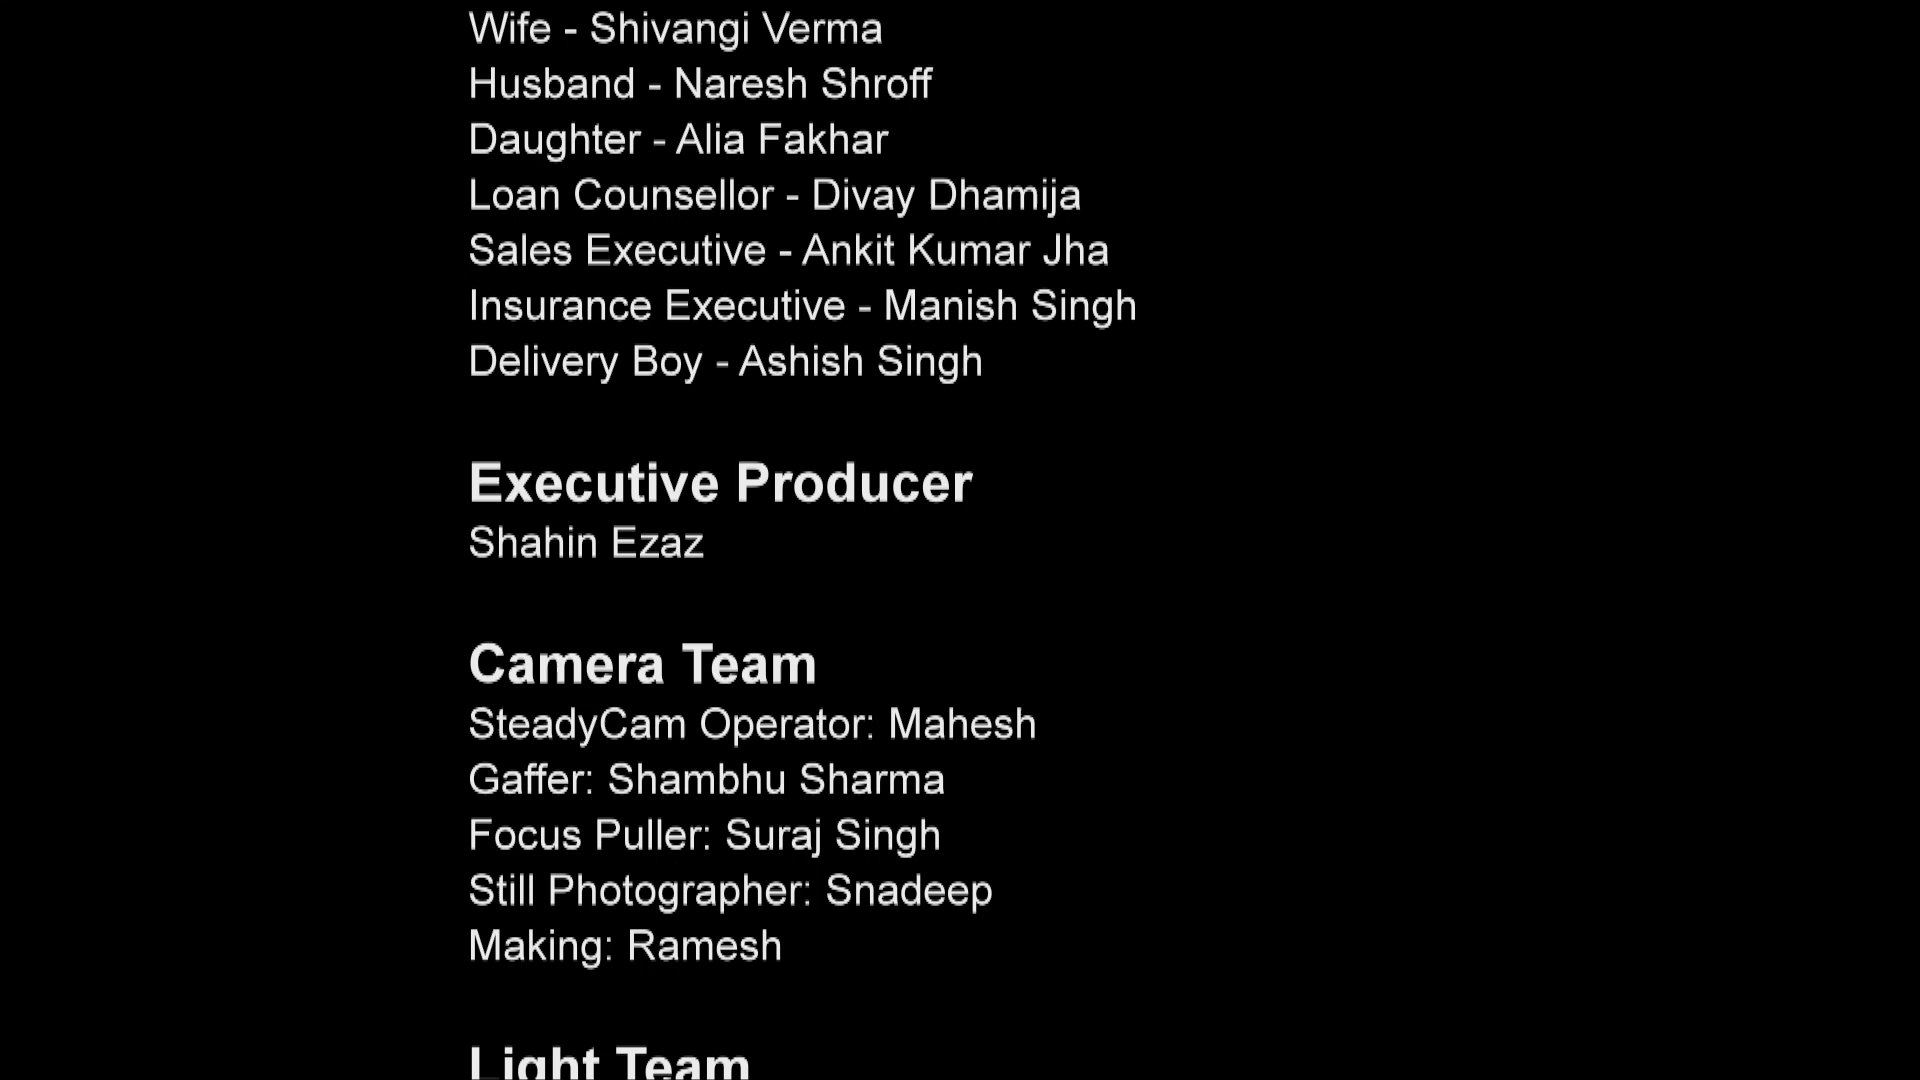 Wife - Shivangi Verma
Husband - Naresh Shroff
Daughter - Alia Fakhar
Loan Counsellor - Divay Dhamija
Sales Executive - Ankit Kumar Jha
Insurance Executive - Manish Singh
Delivery Boy - Ashish Singh
Executive Producer
Shahin Ezaz
Camera Team
SteadyCam Operator: Mahesh
Gaffer: Shambhu Sharma
Focus Puller: Suraj Singh
Still Photographer: Snadeep
Making: Ramesh
Light Team